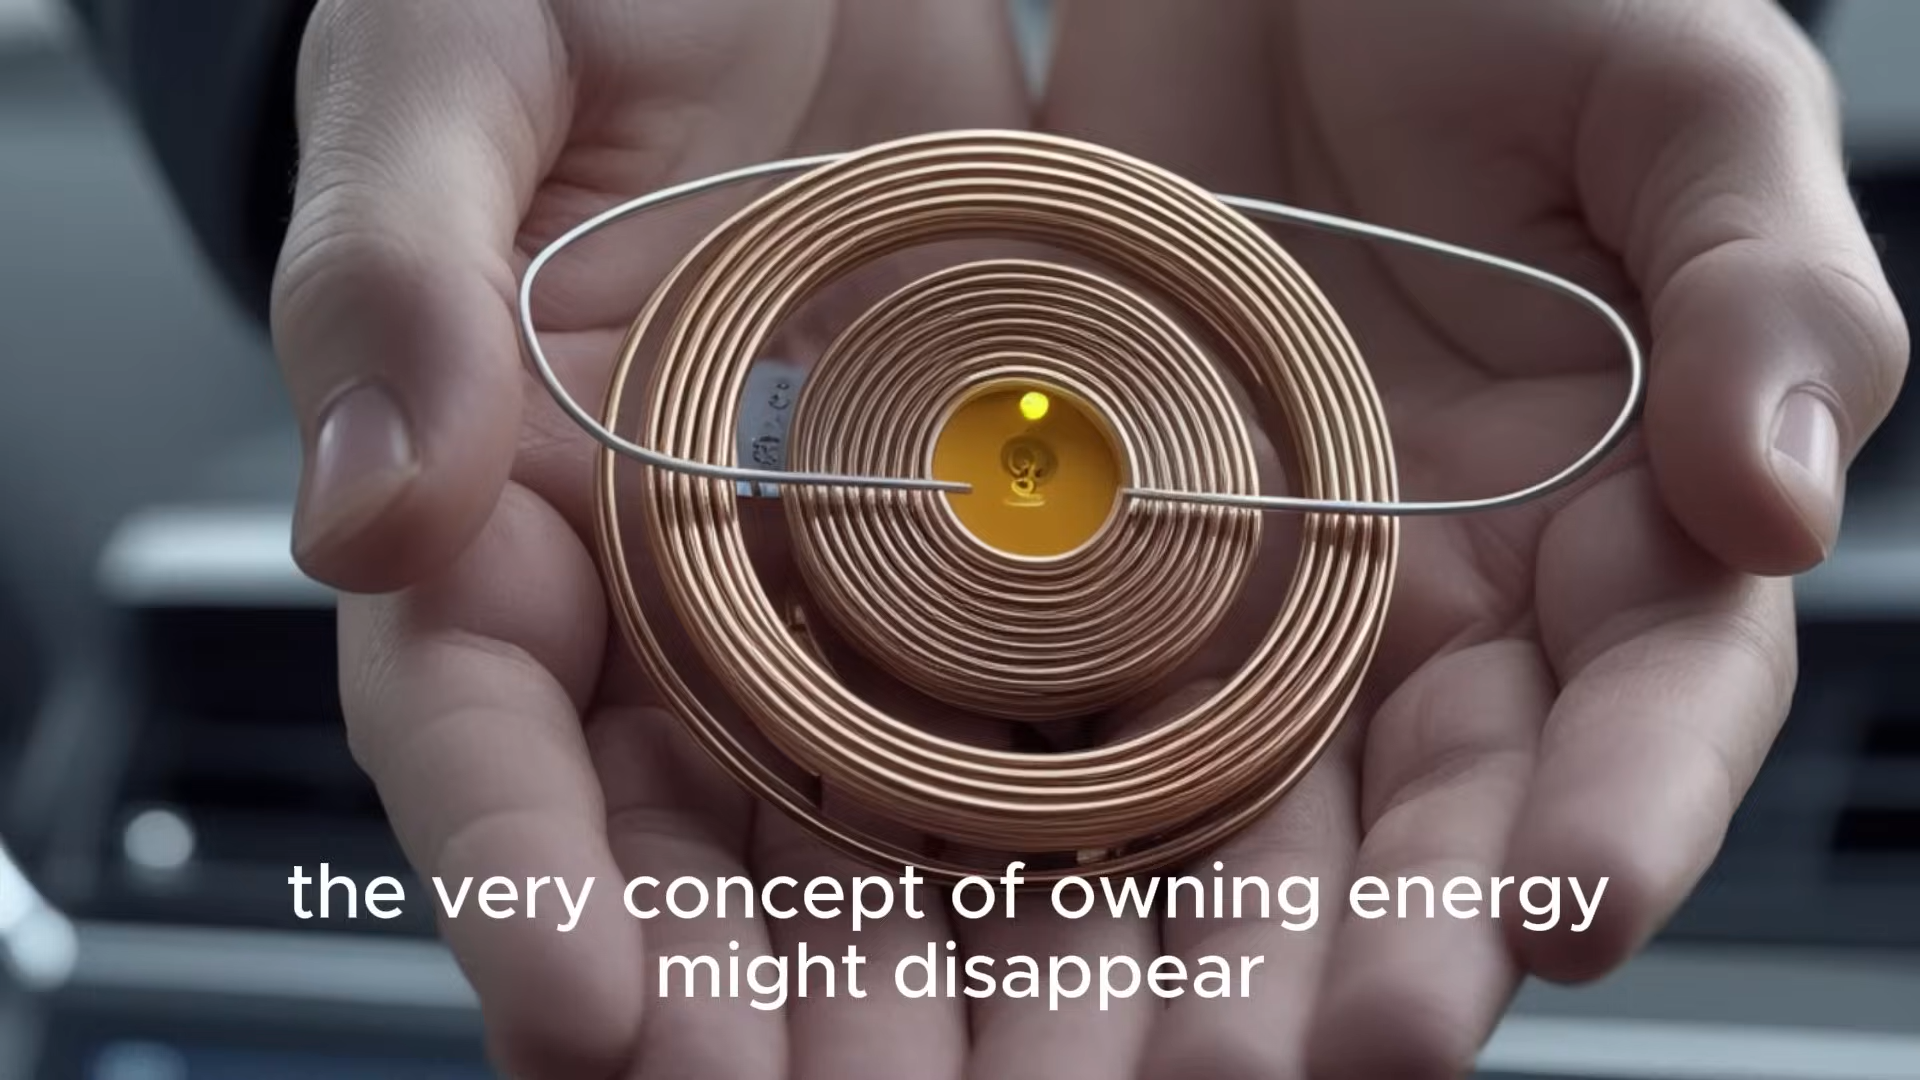 the very concept of owning energy
might disappear